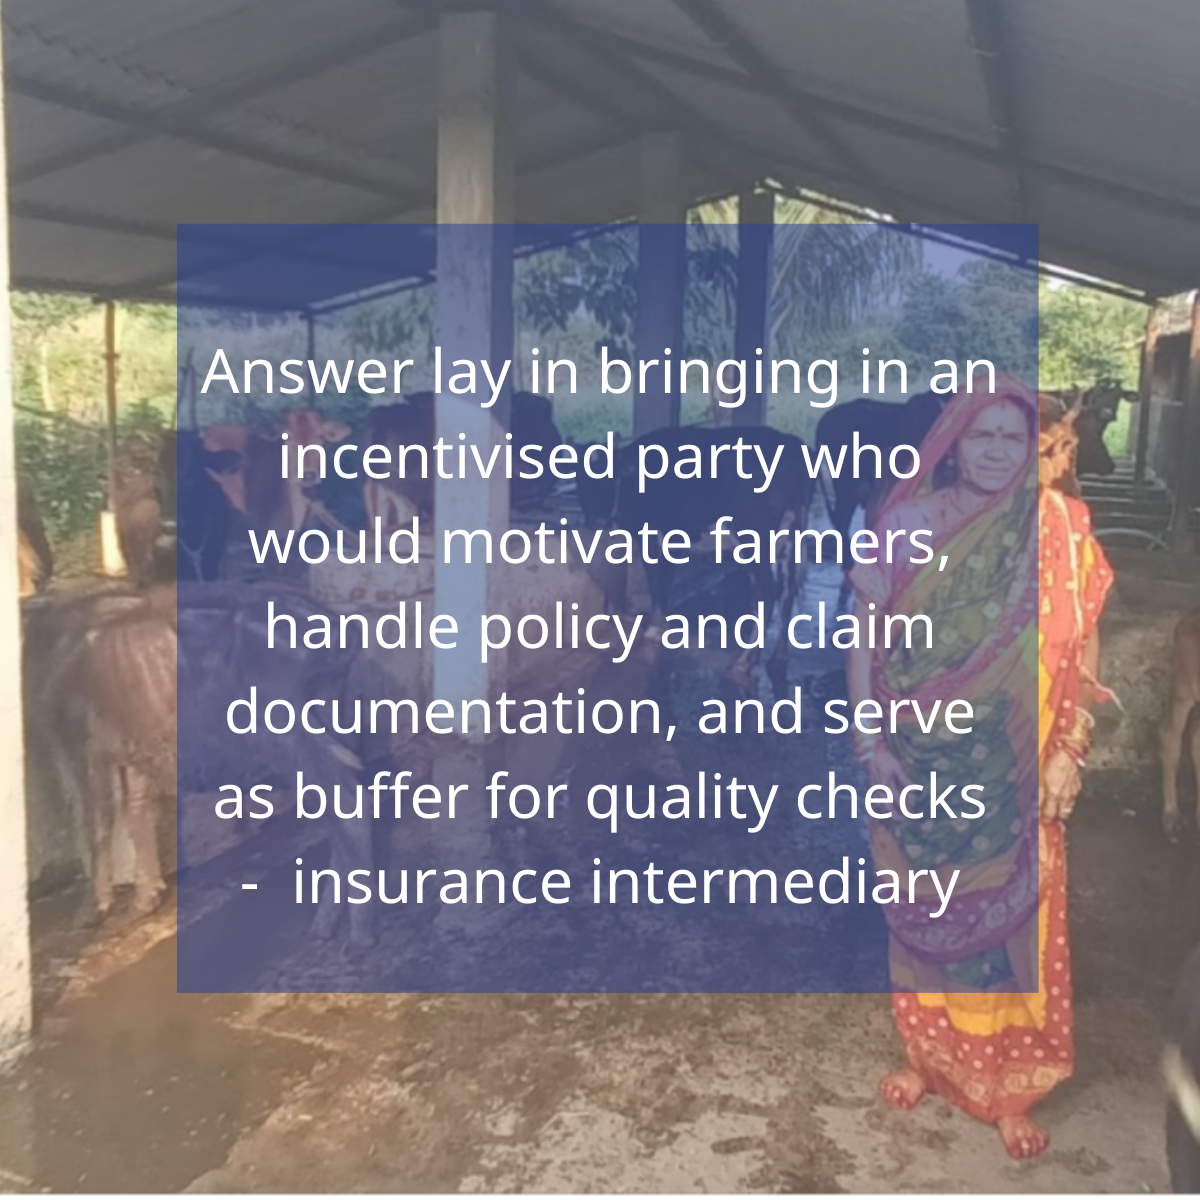 Answer lay in bringing in an
incentivised party who
would motivate farmers,
handle policy and claim
documentation, and serve
as buffer for quality checks
-  insurance intermediary